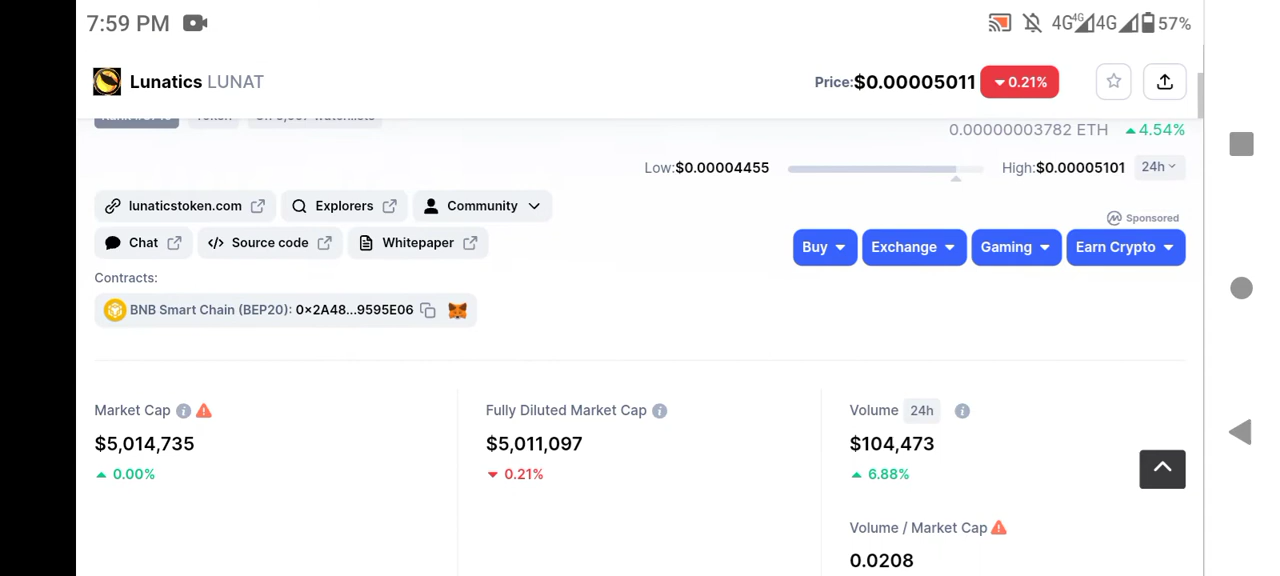 7:59 PM 4G 4G 4G 57%
Lunatics LUNAT Price:$0.00005011 0.21%
0.00000003782 ETH 4.54%
Low:$0.00004455 High:$0.00005101 24h
lunaticstoken.com Explorers Community
Sponsored
Chat Source code Whitepaper Buy Exchange Gaming Earn Crypto
Contracts:
BNB Smart Chain (BEP20): 0x2A48...9595E06
Market Cap Fully Diluted Market Cap Volume 24h
$5,014,735 $5,011,097 $104,473
0.00% 0.21% 6.88%
Volume / Market Cap
0.0208